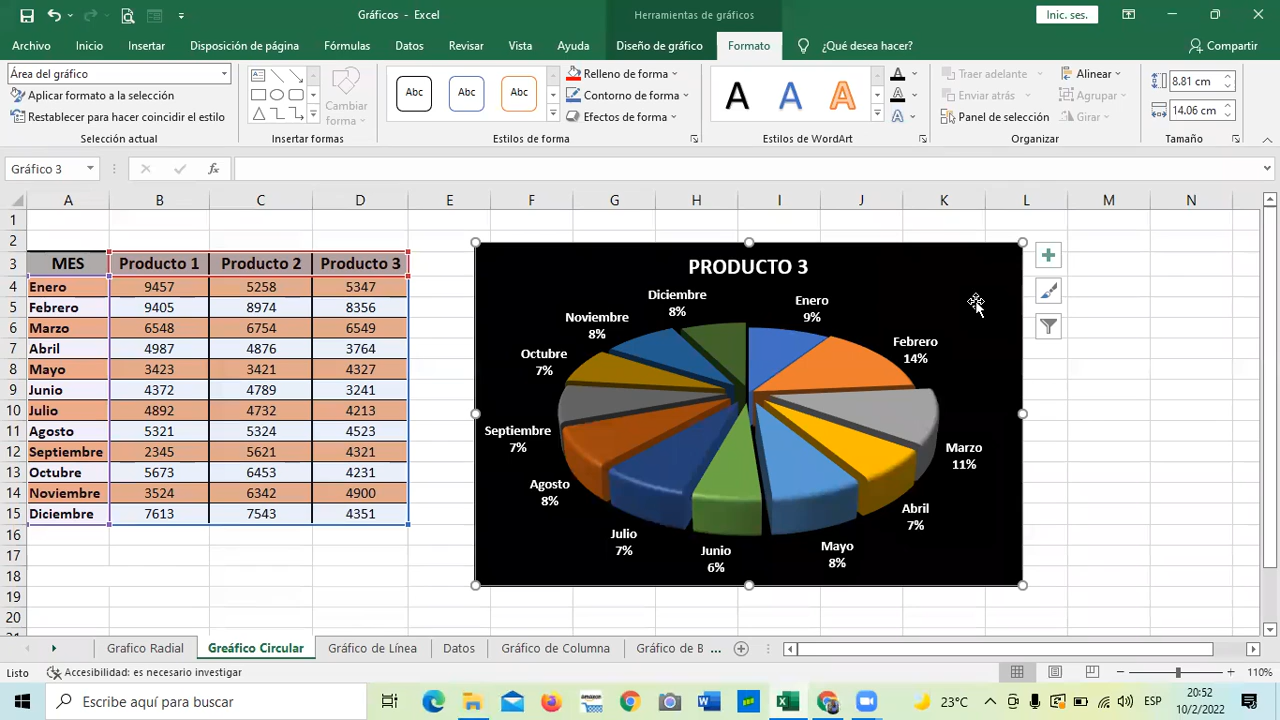 Gráficos - Excel
Herramientas de gráficos
Inic. ses.
Archivo Inicio Insertar Disposición de página Fórmulas Datos Revisar Vista Ayuda Diseño de gráfico Formato ¿Qué desea hacer? Compartir
Área del gráfico
Aplicar formato a la selección
Restablecer para hacer coincidir el estilo
Selección actual
Cambiar
forma
Insertar formas
Abc Abc Abc
Relleno de forma
Contorno de forma
Efectos de forma
Estilos de forma
A A A
Estilos de WordArt
Traer adelante
Enviar atrás
Panel de selección
Alinear
Agrupar
Girar
Organizar
8.81 cm
14.06 cm
Tamaño
Gráfico 3
fx
A B C D E F G H I J K L M N
1
2
3 MES Producto 1 Producto 2 Producto 3
4 Enero 9457 5258 5347
5 Febrero 9405 8974 8356
6 Marzo 6548 6754 6549
7 Abril 4987 4876 3764
8 Mayo 3423 3421 4327
9 Junio 4372 4789 3241
10 Julio 4892 4732 4213
11 Agosto 5321 5324 4523
12 Septiembre 2345 5621 4321
13 Octubre 5673 6453 4231
14 Noviembre 3524 6342 4900
15 Diciembre 7613 7543 4351
16
17
18
19
20
PRODUCTO 3
Enero
9%
Febrero
14%
Marzo
11%
Abril
7%
Mayo
8%
Junio
6%
Julio
7%
Agosto
8%
Septiembre
7%
Octubre
7%
Noviembre
8%
Diciembre
8%
Grafico Radial Greáfico Circular Gráfico de Línea Datos Gráfico de Columna Gráfico de B ...
Listo Accesibilidad: es necesario investigar 110%
Escribe aquí para buscar
amazon
23°C
ESP
20:52
10/2/2022